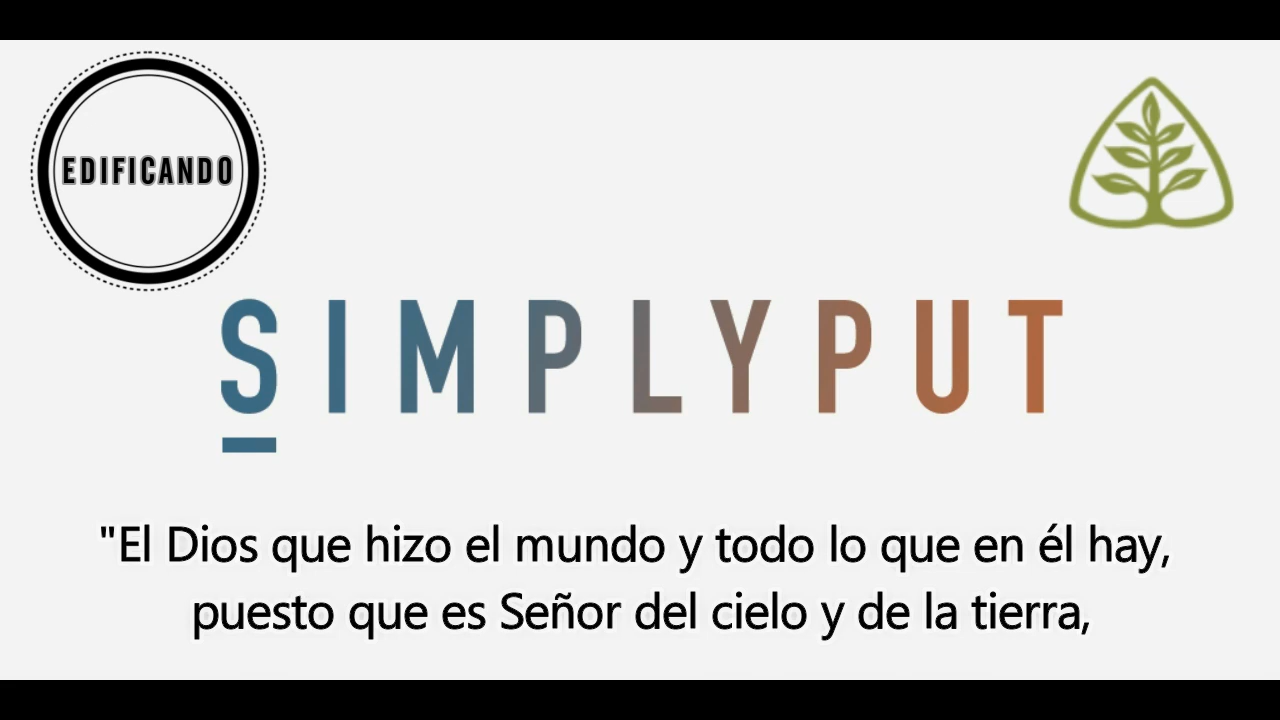 EDIFICANDO
SIMPLYPUT
"El Dios que hizo el mundo y todo lo que en él hay,
puesto que es Señor del cielo y de la tierra,